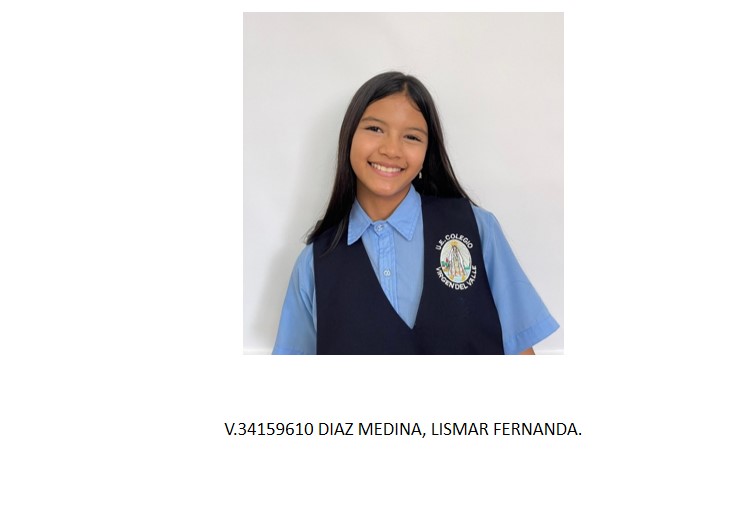 U.E. COLEGIO
VIRGEN DEL VALLE
V.34159610 DIAZ MEDINA, LISMAR FERNANDA.